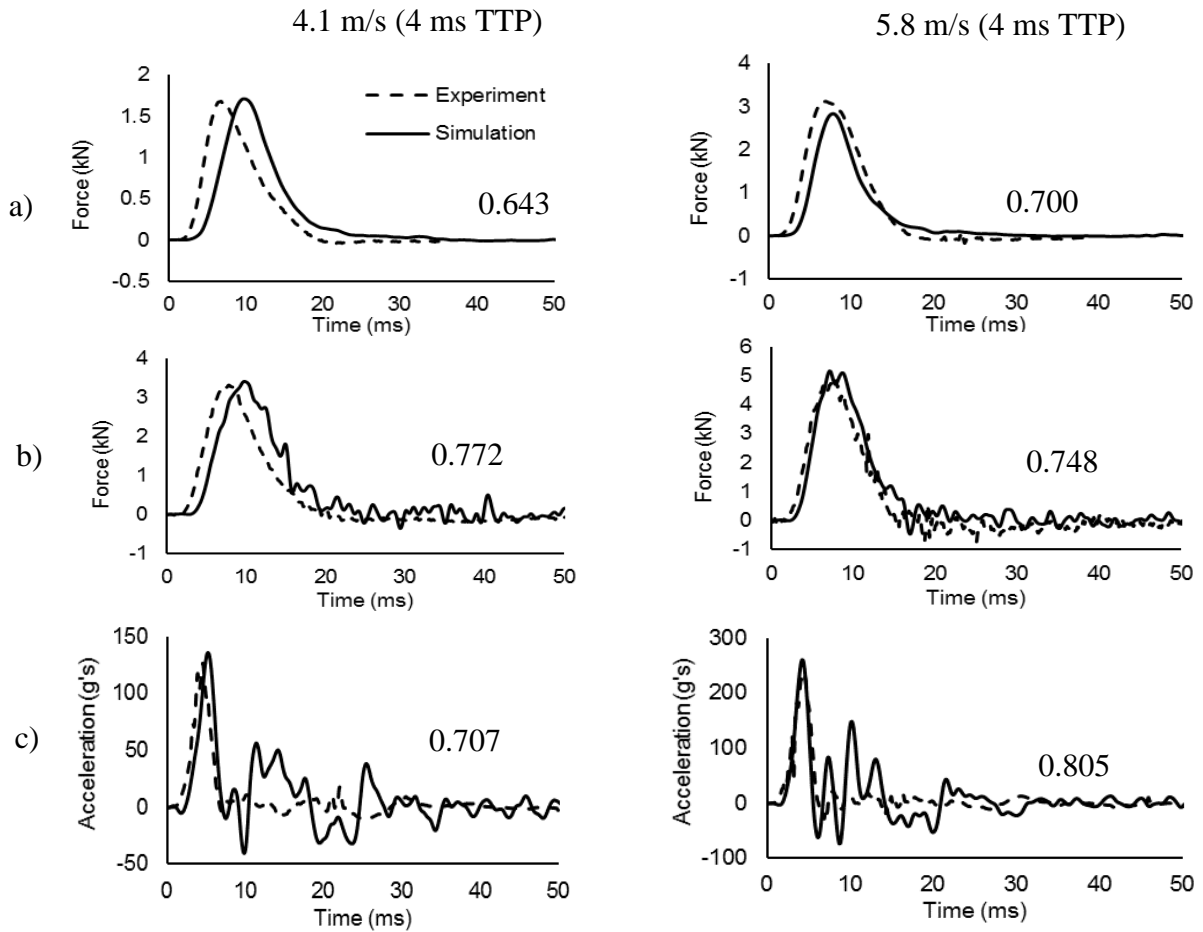 4.1 m/s (4 ms TTP)
5.8 m/s (4 ms TTP)
a)
Force (kN)
2
1.5
1
0.5
0
-0.5
0 10 20 30 40 50
Time (ms)
Experiment
Simulation
0.643
Force (kN)
4
3
2
1
0
-1
0 10 20 30 40 50
Time (ms)
0.700
b)
Force (kN)
4
3
2
1
0
-1
0 10 20 30 40 50
Time (ms)
0.772
Force (kN)
6
5
4
3
2
1
0
-1
0 10 20 30 40 50
Time (ms)
0.748
c)
Acceleration (g's)
150
100
50
0
-50
0 10 20 30 40 50
Time (ms)
0.707
Acceleration (g's)
300
200
100
0
-100
0 10 20 30 40 50
Time (ms)
0.805